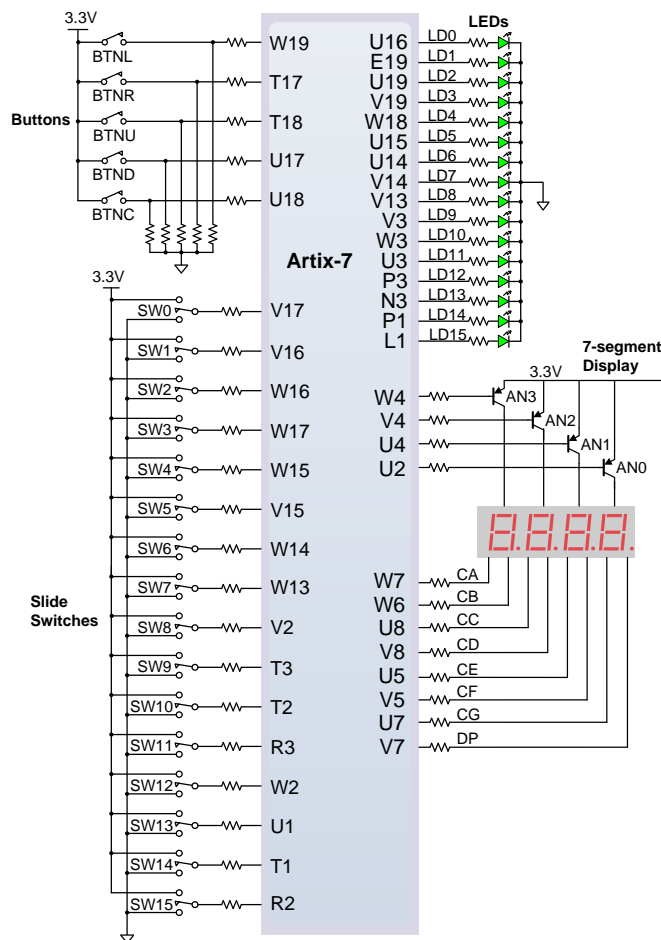 3.3V
BTNL
BTNR
Buttons
BTNU
BTND
BTNC
W19
T17
T18
U17
U18
Artix-7
3.3V
SW0
SW1
SW2
SW3
SW4
SW5
SW6
SW7
SW8
SW9
SW10
SW11
SW12
SW13
SW14
SW15
Slide
Switches
V17
V16
W16
W17
W15
V15
W14
W13
V2
T3
T2
R3
W2
U1
T1
R2
LEDs
U16 LD0
E19 LD1
U19 LD2
V19 LD3
W18 LD4
U15 LD5
U14 LD6
V14 LD7
V13 LD8
V3 LD9
W3 LD10
U3 LD11
P3 LD12
N3 LD13
P1 LD14
L1 LD15
7-segment
Display
3.3V
W4 AN3
V4 AN2
U4 AN1
U2 AN0
8.8.8.8.
W7 CA
W6 CB
U8 CC
V8 CD
U5 CE
V5 CF
U7 CG
V7 DP